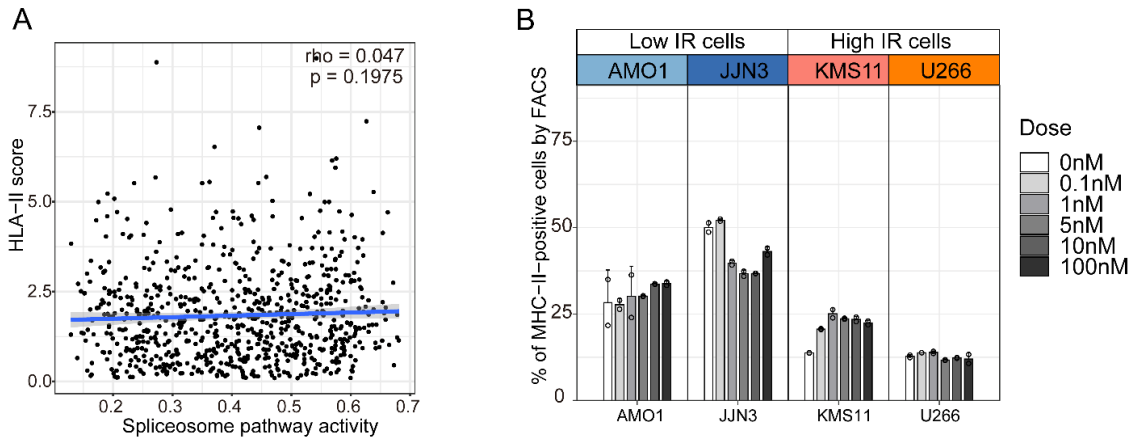 A
rho = 0.047
p = 0.1975
HLA−II score
7.5
5.0
2.5
0.0
0.2 0.3 0.4 0.5 0.6 0.7
Spliceosome pathway activity
B
Low IR cells High IR cells
AMO1 JJN3 KMS11 U266
% of MHC−II−positive cells by FACS
75
50
25
0
AMO1 JJN3 KMS11 U266
Dose
0nM
0.1nM
1nM
5nM
10nM
100nM